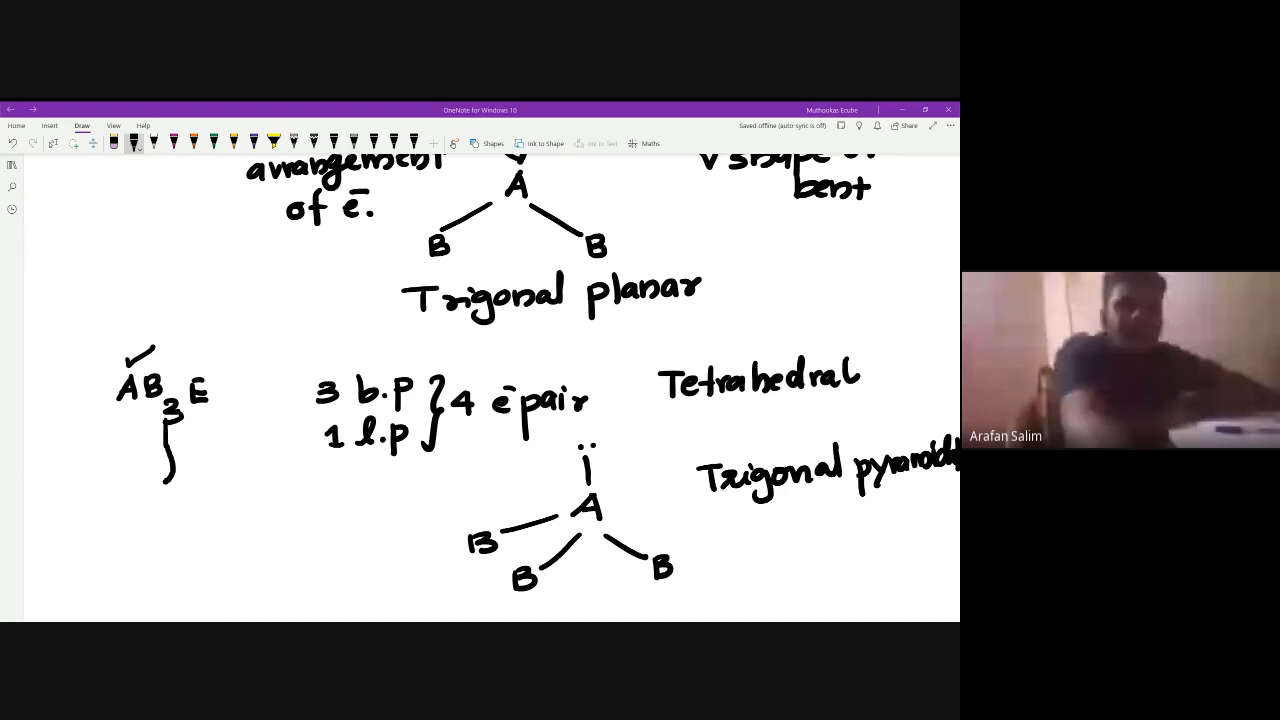 OneNote for Windows 10
Muthookas Ecube
Home Insert Draw View Help
Saved offline (auto-sync is off)
Share
Shapes
Ink to Shape
Ink to Text
Maths
arrangement
of e̅.
V shape
bent
A
B B
Trigonal planar
AB₃E
3 b.p } 4 e̅ pair
1 l.p
Tetrahedral
Trigonal pyramidal
A
B
B
B
Arafan Salim